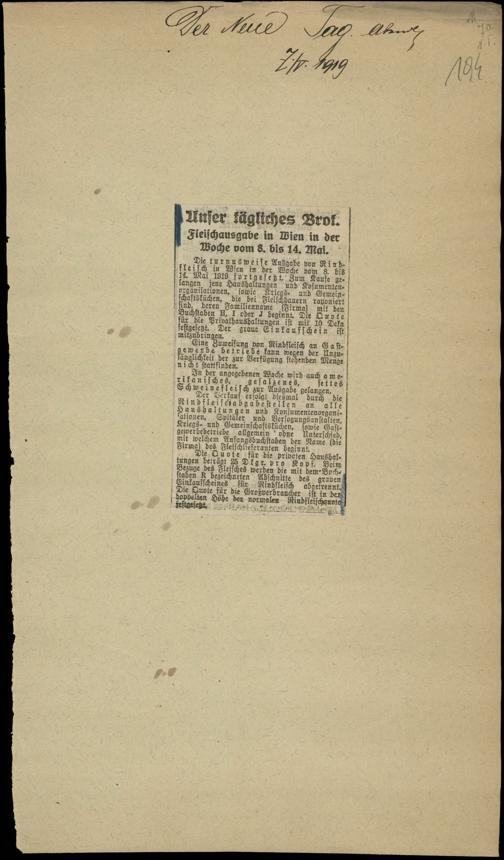 Der Neue Tag. Abend
7/V. 1919
194
Unser tägliches Brot.
Fleischausgabe in Wien in der
Woche vom 8. bis 14. Mai.
Die turnusweise Ausgabe von Rind-
fleisch in Wien in der Woche vom 8. bis
14. Mai 1919 fortgesetzt. Zum Kaufe ge-
langen jene Haushaltungen und Konsumenten-
organisationen, sowie Kriegs- und Gemein-
schaftsküchen, die bei Fleischhauern rayoniert
sind, deren Familienname (Firma) mit den
Buchstaben H, I oder J beginnt. Die Quote
für die Privathaushaltungen ist mit 10 Deka
festgesetzt. Der graue Einkaufschein ist
mitzubringen.
Eine Zuweisung von Rindfleisch an Gast-
gewerbebetriebe kann wegen der Unzu-
länglichkeit der zur Verfügung stehenden Menge
nicht stattfinden.
In der angegebenen Woche wird auch ame-
rikanisches, gesalzenes, fettes
Schweinefleisch zur Ausgabe gelangen.
Der Verkauf erfolgt diesmal durch die
Rindfleischabgabestellen an alle
Haushaltungen und Konsumentenorgani-
sationen, Spitäler und Versorgungsanstalten,
Kriegs- und Gemeinschaftsküchen, sowie Gast-
gewerbebetriebe allgemein ohne Unterschied,
mit welchem Anfangsbuchstaben der Name (die
Firma) des Fleischlieferanten beginnt.
Die Quote für die privaten Haushal-
tungen beträgt 25 Dkgr. pro Kopf. Beim
Bezuge des Fleisches werden die mit dem Buch-
staben K bezeichneten Abschnitte des grauen
Einkaufscheines für Rindfleisch abgetrennt.
Die Quote für die Großverbraucher ist in der
doppelten Höhe der normalen Rindfleischquote
festgesetzt.